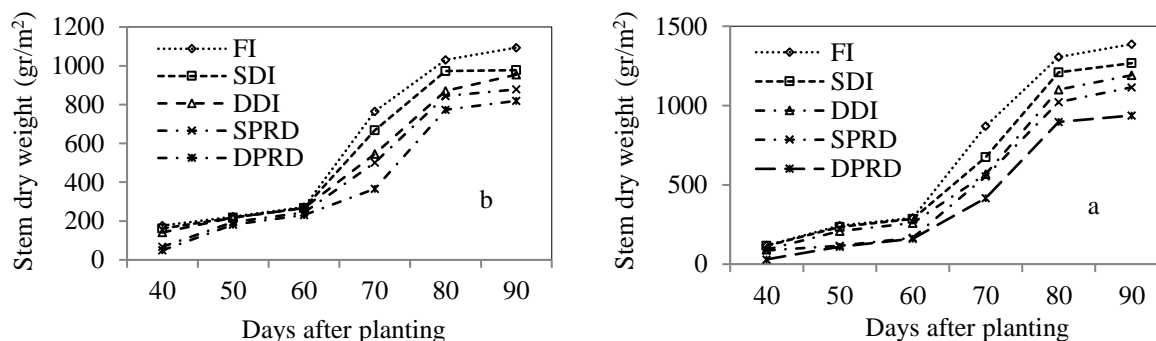 Stem dry weight (gr/m²)
1200
1000
800
600
400
200
0
FI
SDI
DDI
SPRD
DPRD
b
40 50 60 70 80 90
Days after planting
Stem dry weight (gr/m²)
1500
1000
500
0
FI
SDI
DDI
SPRD
DPRD
a
40 50 60 70 80 90
Days after planting